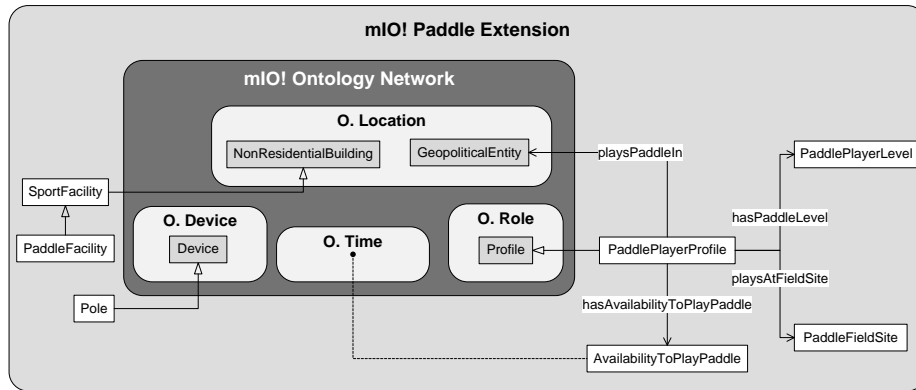 mIO! Paddle Extension
mIO! Ontology Network
O. Location
NonResidentialBuilding
GeopoliticalEntity
playsPaddleIn
PaddlePlayerLevel
SportFacility
hasPaddleLevel
O. Device
O. Time
O. Role
PaddleFacility
Device
Profile
PaddlePlayerProfile
playsAtFieldSite
Pole
hasAvailabilityToPlayPaddle
PaddleFieldSite
AvailabilityToPlayPaddle